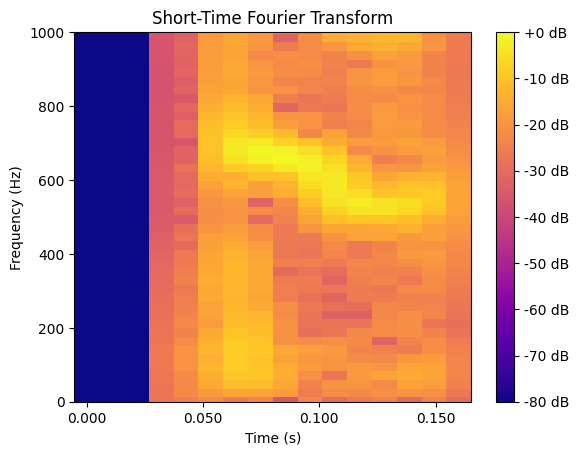 Short-Time Fourier Transform
1000
800
600
400
200
0
Frequency (Hz)
0.000
0.050
0.100
0.150
Time (s)
+0 dB
-10 dB
-20 dB
-30 dB
-40 dB
-50 dB
-60 dB
-70 dB
-80 dB